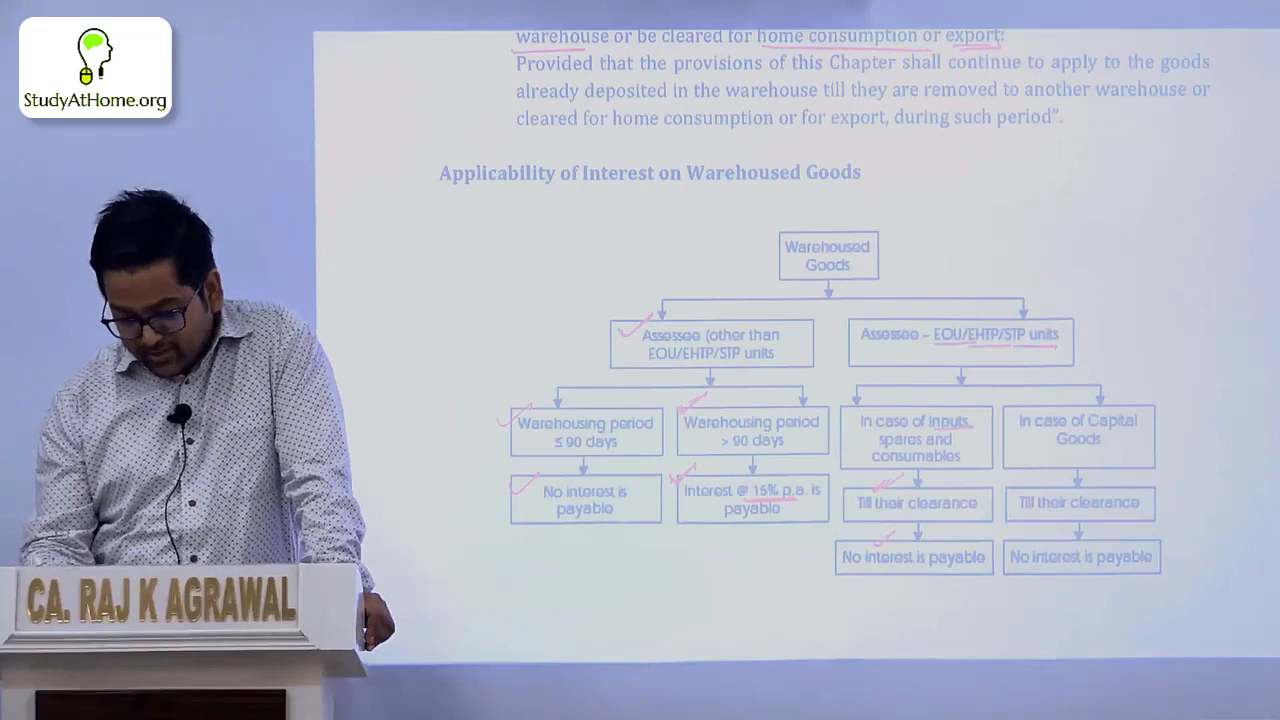 StudyAtHome.org
warehouse or be cleared for home consumption or export:
Provided that the provisions of this Chapter shall continue to apply to the goods
already deposited in the warehouse till they are removed to another warehouse or
cleared for home consumption or for export, during such period”.
Applicability of Interest on Warehoused Goods
Warehoused
Goods
Assessee (other than
EOU/EHTP/STP units
Assessee – EOU/EHTP/STP units
Warehousing period
≤ 90 days
Warehousing period
> 90 days
In case of inputs,
spares and
consumables
In case of Capital
Goods
No interest is
payable
Interest @ 15% p.a. is
payable
Till their clearance
Till their clearance
No interest is payable
No interest is payable
CA. RAJ K AGRAWAL